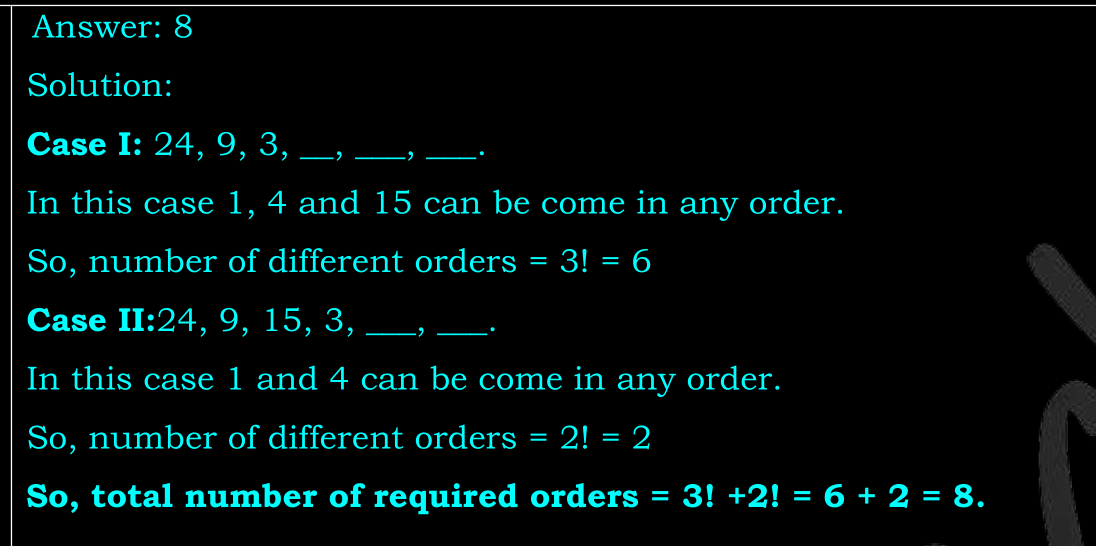 Answer: 8
Solution:
Case I: 24, 9, 3, __, ___, ___.
In this case 1, 4 and 15 can be come in any order.
So, number of different orders = 3! = 6
Case II:24, 9, 15, 3, ___, ___.
In this case 1 and 4 can be come in any order.
So, number of different orders = 2! = 2
So, total number of required orders = 3! +2! = 6 + 2 = 8.